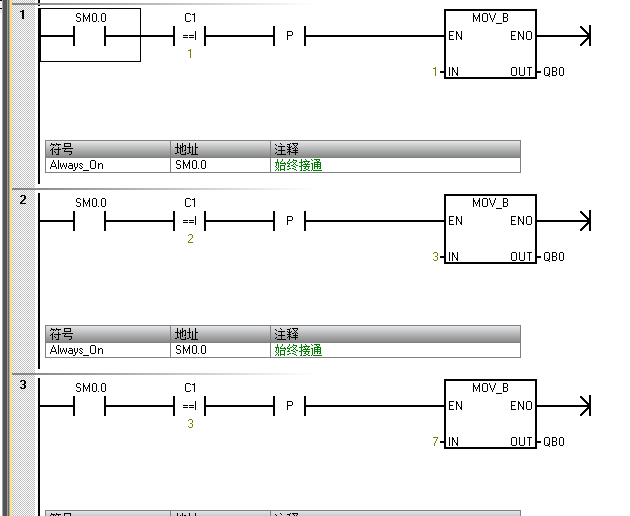 1
SM0.0 C1 MOV_B
==I P EN ENO
1 1 IN OUT QB0
符号 地址 注释
Always_On SM0.0 始终接通
2
SM0.0 C1 MOV_B
==I P EN ENO
2 3 IN OUT QB0
符号 地址 注释
Always_On SM0.0 始终接通
3
SM0.0 C1 MOV_B
==I P EN ENO
3 7 IN OUT QB0